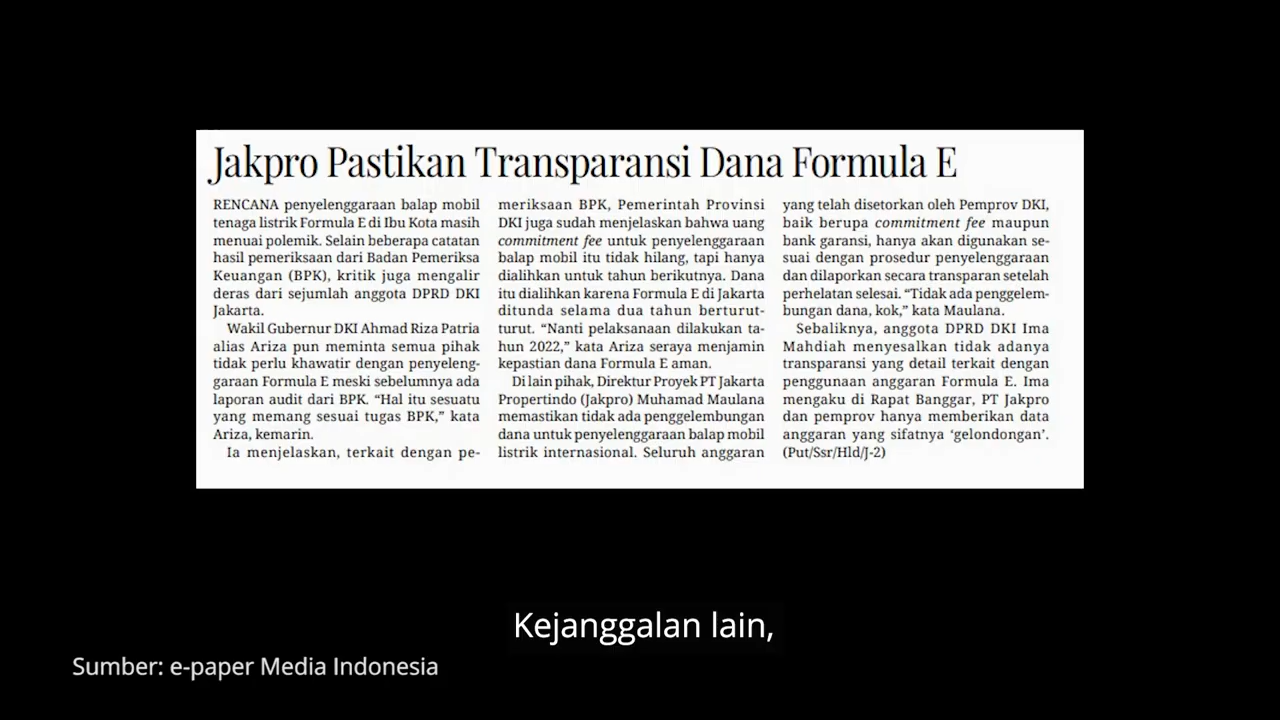 Jakpro Pastikan Transparansi Dana Formula E
RENCANA penyelenggaraan balap mobil
tenaga listrik Formula E di Ibu Kota masih
menuai polemik. Selain beberapa catatan
hasil pemeriksaan dari Badan Pemeriksa
Keuangan (BPK), kritik juga mengalir
deras dari sejumlah anggota DPRD DKI
Jakarta.
Wakil Gubernur DKI Ahmad Riza Patria
alias Ariza pun meminta semua pihak
tidak perlu khawatir dengan penyeleng-
garaan Formula E meski sebelumnya ada
laporan audit dari BPK. “Hal itu sesuatu
yang memang sesuai tugas BPK,” kata
Ariza, kemarin.
Ia menjelaskan, terkait dengan pe-
meriksaan BPK, Pemerintah Provinsi
DKI juga sudah menjelaskan bahwa uang
commitment fee untuk penyelenggaraan
balap mobil itu tidak hilang, tapi hanya
dialihkan untuk tahun berikutnya. Dana
itu dialihkan karena Formula E di Jakarta
ditunda selama dua tahun berturut-
turut. “Nanti pelaksanaan dilakukan ta-
hun 2022,” kata Ariza seraya menjamin
kepastian dana Formula E aman.
Di lain pihak, Direktur Proyek PT Jakarta
Propertindo (Jakpro) Muhamad Maulana
memastikan tidak ada penggelembungan
dana untuk penyelenggaraan balap mobil
listrik internasional. Seluruh anggaran
yang telah disetorkan oleh Pemprov DKI,
baik berupa commitment fee maupun
bank garansi, hanya akan digunakan se-
suai dengan prosedur penyelenggaraan
dan dilaporkan secara transparan setelah
perhelatan selesai. “Tidak ada penggelem-
bungan dana, kok,” kata Maulana.
Sebaliknya, anggota DPRD DKI Ima
Mahdiah menyesalkan tidak adanya
transparansi yang detail terkait dengan
penggunaan anggaran Formula E. Ima
mengaku di Rapat Banggar, PT Jakpro
dan pemprov hanya memberikan data
anggaran yang sifatnya ‘gelondongan’.
(Put/Ssr/Hld/J-2)
Kejanggalan lain,
Sumber: e-paper Media Indonesia